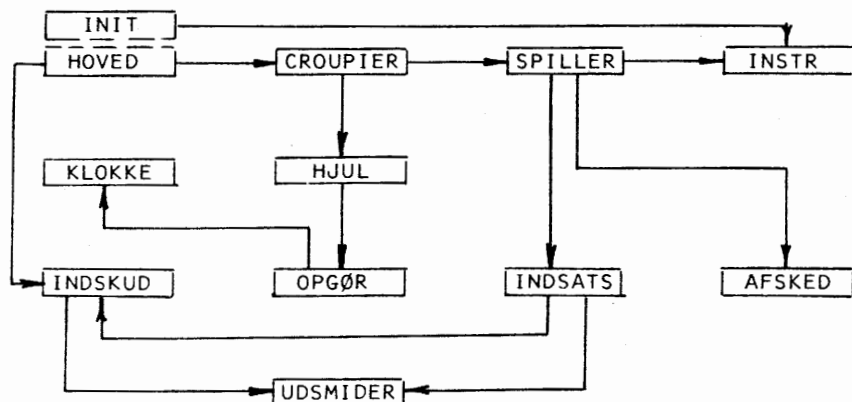 INIT
HOVED CROUPIER SPILLER INSTR
KLOKKE HJUL
INDSKUD OPGØR INDSATS AFSKED
UDSMIDER